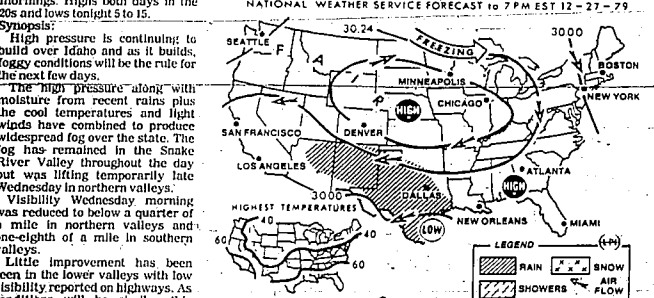 mornings. Highs both days in the
20s and lows tonight 5 to 15.
Synopsis:
High pressure is continuing to
build over Idaho and as it builds,
foggy conditions will be the rule for
the next few days.
The high pressure along with
moisture from recent rains plus
the cool temperatures and light
winds have combined to produce
widespread fog over the state. The
fog has remained in the Snake
River Valley throughout the day
but was lifting temporarily late
Wednesday in northern valleys.
Visibility Wednesday morning
was reduced to below a quarter of
a mile in northern valleys and
one-eighth of a mile in southern
valleys.
Little improvement has been
seen in the lower valleys with low
visibility reported on highways. As
NATIONAL WEATHER SERVICE FORECAST to 7 PM EST 12-27-79
30.24
3000
SEATTLE
FREEZING
FAIR
BOSTON
MINNEAPOLIS
NEW YORK
CHICAGO
HIGH
SAN FRANCISCO
DENVER
LOS ANGELES
ATLANTA
HIGH
3000
DALLAS
HIGHEST TEMPERATURES
NEW ORLEANS
40
LOW
MIAMI
40
60
60
LEGEND
UPI
RAIN
SNOW
SHOWERS
AIR
FLOW